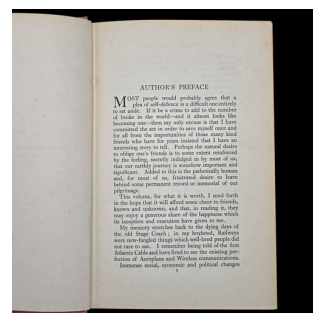 AUTHOR'S PREFACE
MOST people would probably agree that a
plea of self-defence is a difficult one entirely
to set aside. If it be a crime to add to the number
of books in the world—and it almost looks like
becoming one—then my only excuse is that I have
committed the act in order to save myself once and
for all from the importunities of those many kind
friends who have for years insisted that I have an
interesting story to tell. Perhaps the natural desire
to oblige one's friends is to some extent reinforced
by the feeling, secretly indulged in by most of us,
that our earthly journey is somehow important and
significant. Added to this is the pathetically human
and, for most of us, frustrated desire to leave
behind some permanent record or memorial of our
pilgrimage.
This volume, for what it is worth, I send forth
in the hope that it will afford some cheer to friends,
known and unknown, and that, in reading it, they
may enjoy a generous share of the happiness which
its inception and execution have given to me.
My memory stretches back to the dying days of
the old Stage Coach; in my boyhood, Railways
were new-fangled things which well-bred people did
not care to use. I remember being told of the first
Atlantic Cable and have lived to see the existing per-
fection of Aeroplane and Wireless communications.
Immense social, economic and political changes